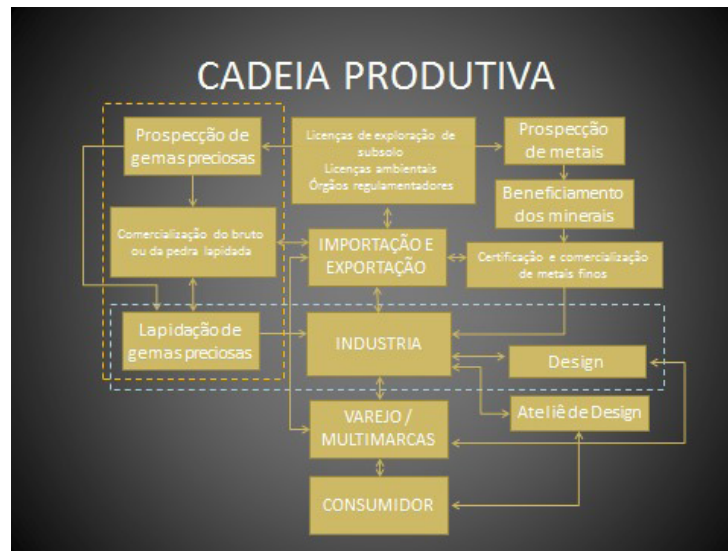 CADEIA PRODUTIVA
Prospecção de
gemas preciosas
Licenças de exploração de
subsolo
Licenças ambientais
Órgãos regulamentadores
Prospecção
de metais
Beneficiamento
dos minerais
Comercialização do bruto
ou da pedra lapidada
IMPORTAÇÃO E
EXPORTAÇÃO
Certificação e comercialização
de metais finos
Lapidação de
gemas preciosas
INDUSTRIA
Design
Ateliê de Design
VAREJO /
MULTIMARCAS
CONSUMIDOR